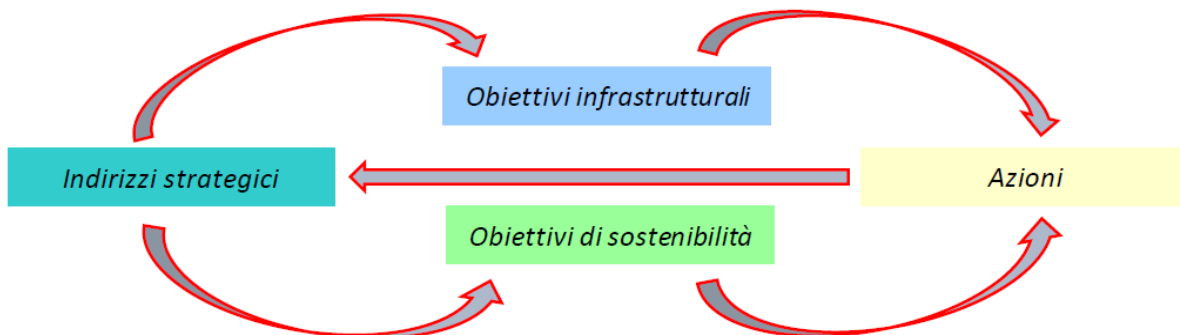 Obiettivi infrastrutturali
Indirizzi strategici
Azioni
Obiettivi di sostenibilità